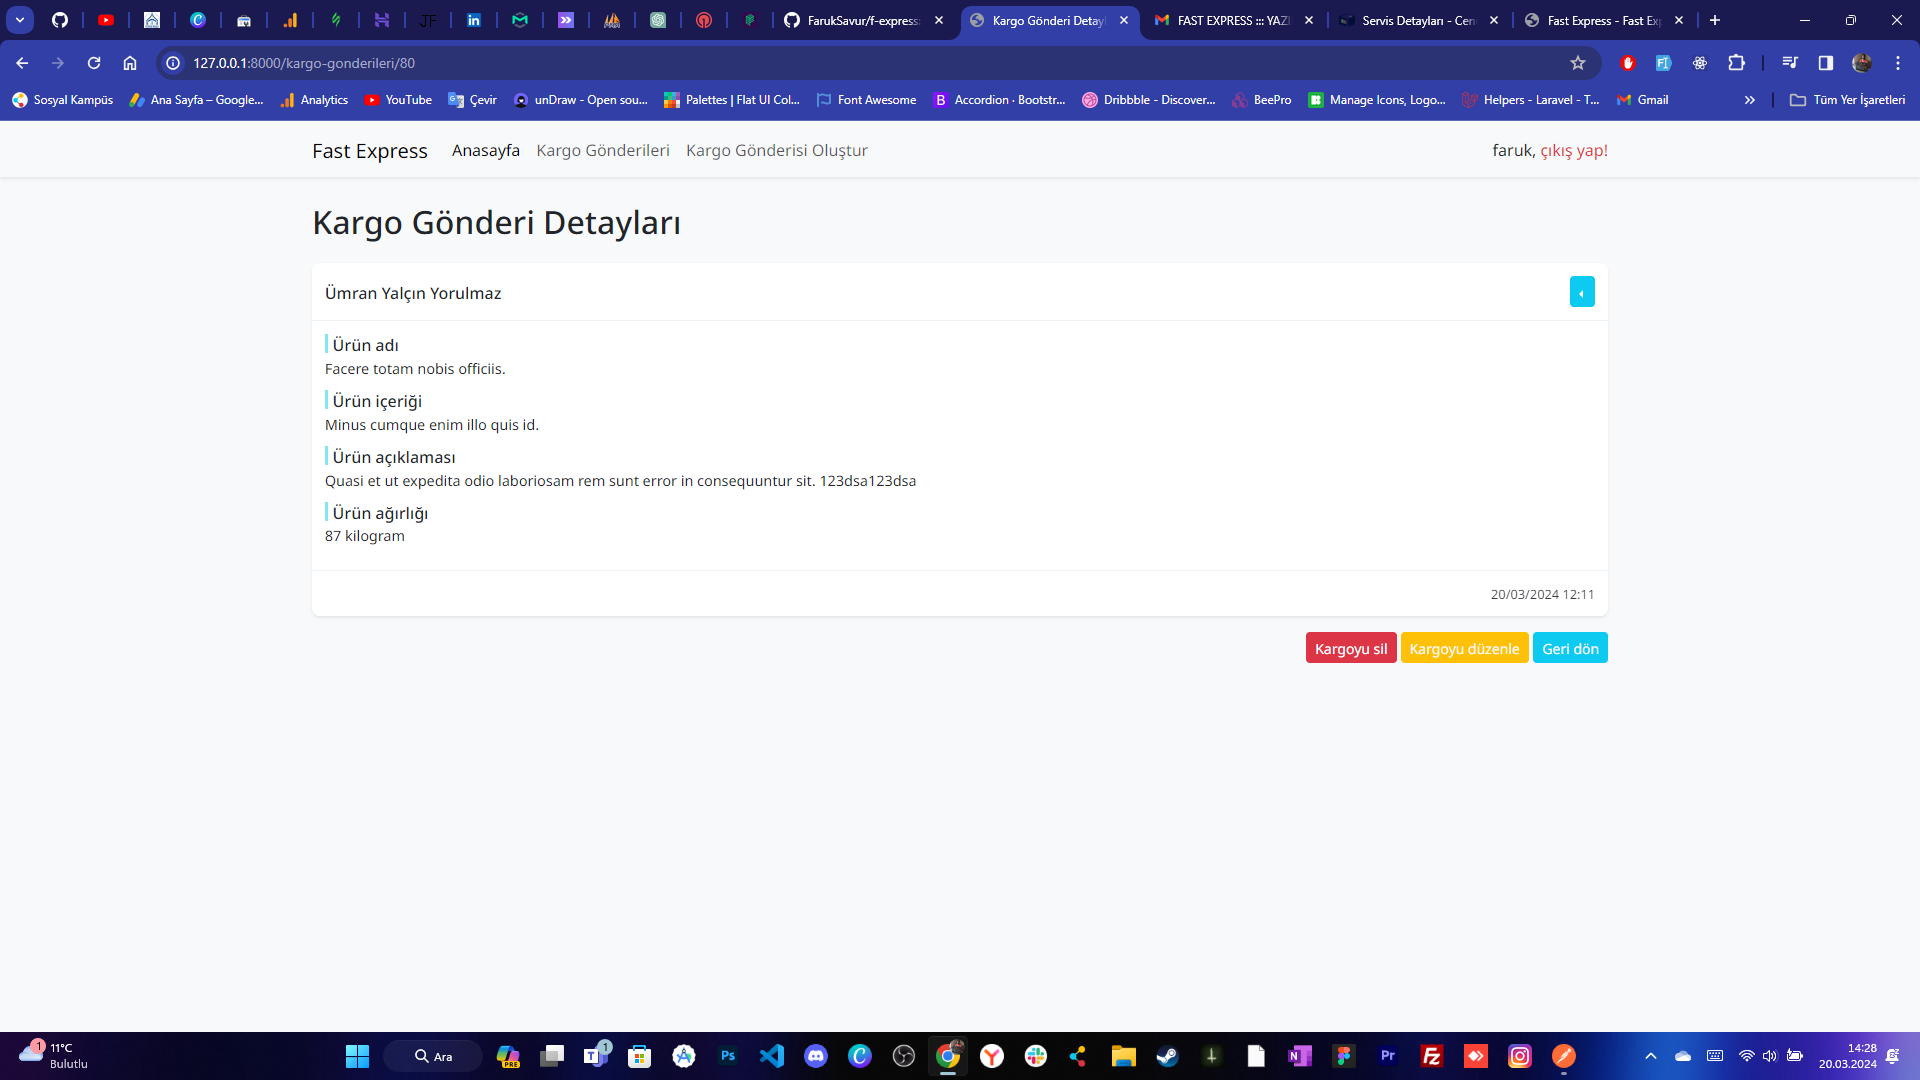 FarukSavur/f-express:
Kargo Gönderi Detayl
FAST EXPRESS ::: YAZI
Servis Detayları - Cen
Fast Express - Fast Ex
127.0.0.1:8000/kargo-gonderileri/80
Sosyal Kampüs
Ana Sayfa – Google...
Analytics
YouTube
Çevir
unDraw - Open sou...
Palettes | Flat UI Col...
Font Awesome
Accordion · Bootstr...
Dribbble - Discover...
BeePro
Manage Icons, Logo...
Helpers - Laravel - T...
Gmail
Tüm Yer İşaretleri
Fast Express
Anasayfa
Kargo Gönderileri
Kargo Gönderisi Oluştur
faruk, çıkış yap!
Kargo Gönderi Detayları
Ümran Yalçın Yorulmaz
Ürün adı
Facere totam nobis officiis.
Ürün içeriği
Minus cumque enim illo quis id.
Ürün açıklaması
Quasi et ut expedita odio laboriosam rem sunt error in consequuntur sit. 123dsa123dsa
Ürün ağırlığı
87 kilogram
20/03/2024 12:11
Kargoyu sil
Kargoyu düzenle
Geri dön
1
11°C
Bulutlu
Ara
PRE
1
Ps
Pr
14:28
20.03.2024